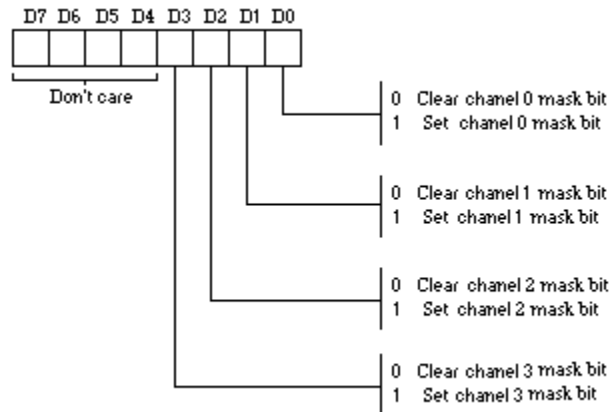 D7 D6 D5 D4 D3 D2 D1 D0
Don't care
0 Clear chanel 0 mask bit
1 Set chanel 0 mask bit
0 Clear chanel 1 mask bit
1 Set chanel 1 mask bit
0 Clear chanel 2 mask bit
1 Set chanel 2 mask bit
0 Clear chanel 3 mask bit
1 Set chanel 3 mask bit